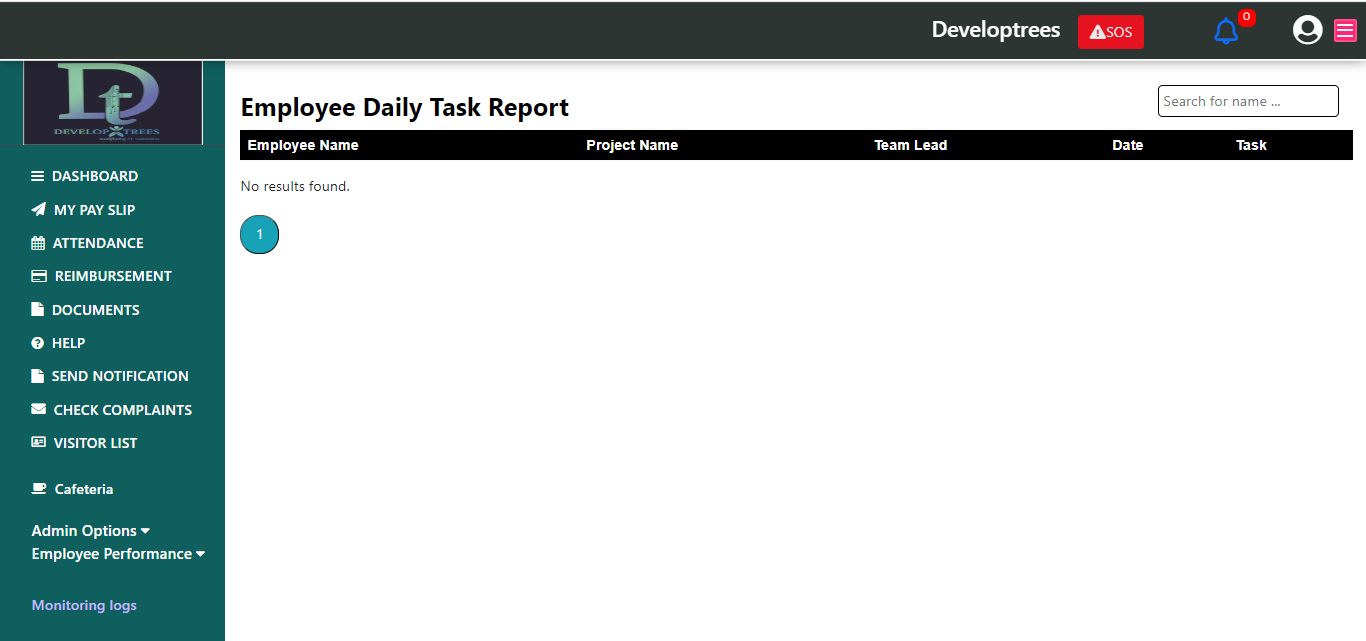 Developtrees
SOS
0
Dt
DEVELOP TREES
Employee Daily Task Report
Search for name ...
Employee Name Project Name Team Lead Date Task
No results found.
1
DASHBOARD
MY PAY SLIP
ATTENDANCE
REIMBURSEMENT
DOCUMENTS
HELP
SEND NOTIFICATION
CHECK COMPLAINTS
VISITOR LIST
Cafeteria
Admin Options
Employee Performance
Monitoring logs